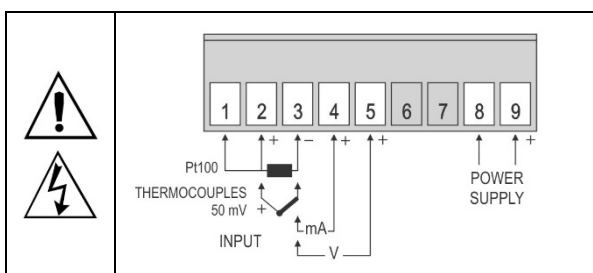 1 2 3 4 5 6 7 8 9
+ − + + +
Pt100
THERMOCOUPLES
50 mV +
mA
INPUT
V
POWER
SUPPLY